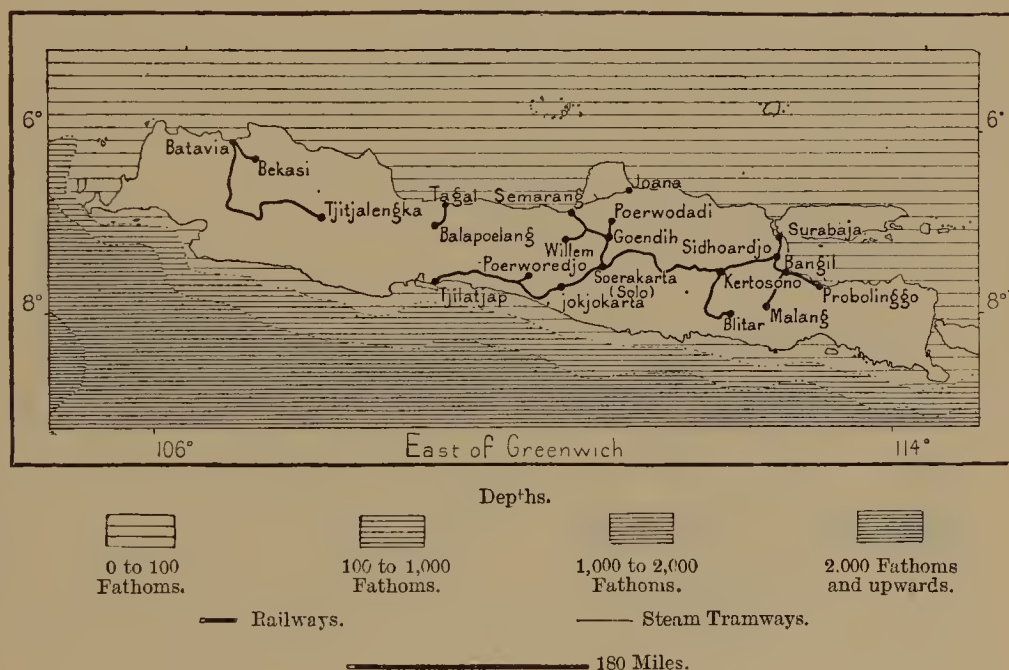 6°
6°
Batavia
Bekasi
Tjitjalengka
Tagal
Balapoelang
Semarang
Joana
Poerwodadi
Goendih
Willem
Surabaja
Sidhoardjo
Bangil
Poerworedjo
Soerakarta
(Solo)
Kertosono
Probolinggo
Tjilatjap
jokjokarta
Blitar
Malang
8°
8°
106°
East of Greenwich
114°
Depths.
0 to 100
Fathoms.
100 to 1,000
Fathoms.
1,000 to 2,000
Fathoms.
2.000 Fathoms
and upwards.
Railways.
Steam Tramways.
180 Miles.